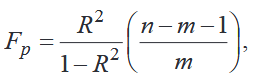 F_p = \frac{R^2}{1-R^2} \left( \frac{n-m-1}{m} \right),